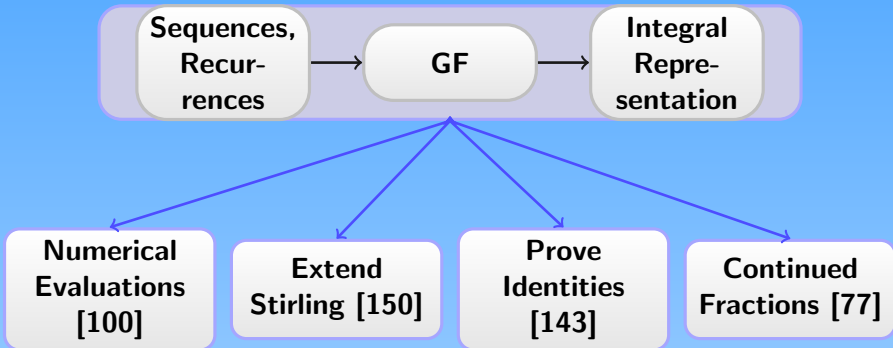 Sequences,
Recur-
rences
GF
Integral
Repre-
sentation
Numerical
Evaluations
[100]
Extend
Stirling [150]
Prove
Identities
[143]
Continued
Fractions [77]